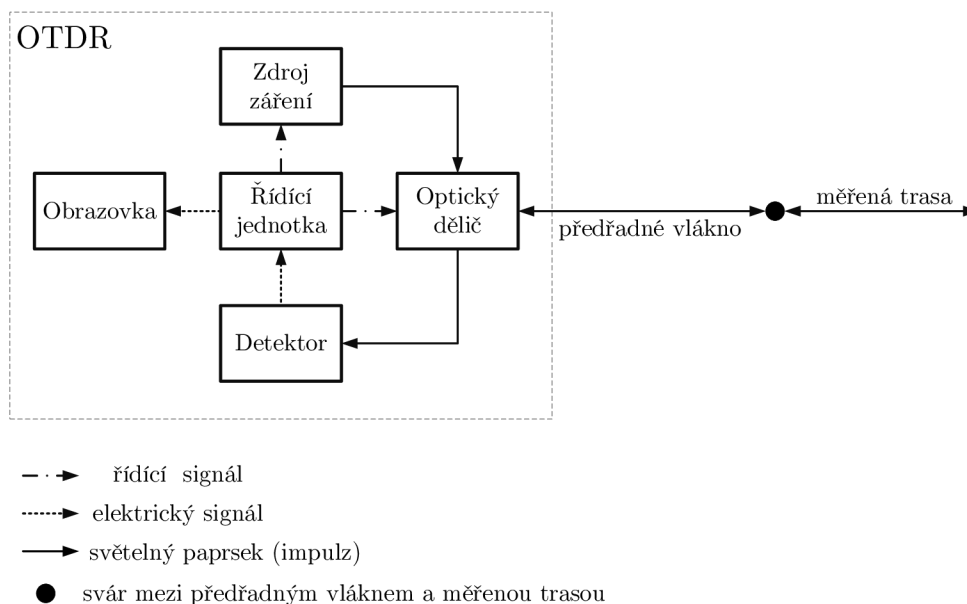 OTDR
Zdroj
záření
Obrazovka
Řídící
jednotka
Optický
dělič
předřadné vlákno
měřená trasa
Detektor
řídící signál
elektrický signál
světelný paprsek (impulz)
svár mezi předřadným vláknem a měřenou trasou